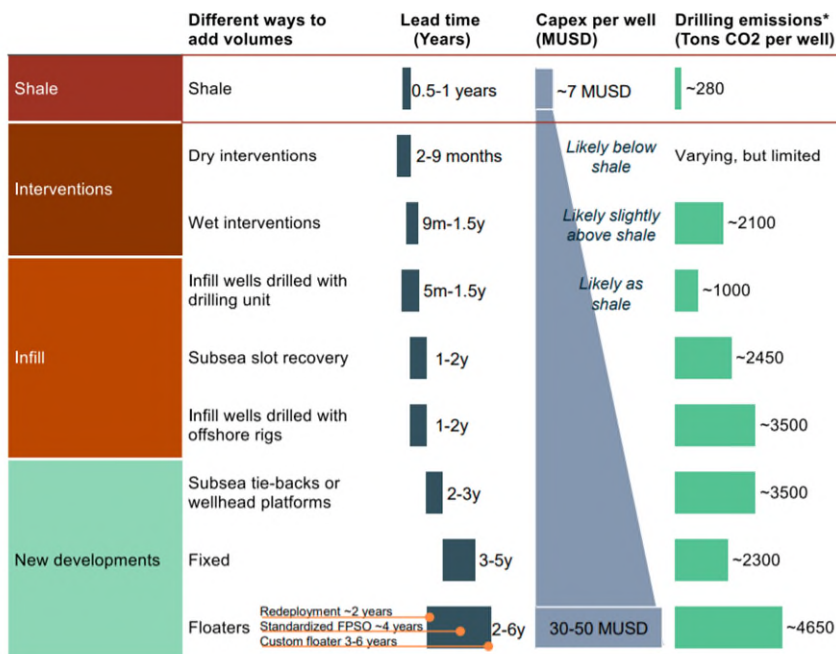 Different ways to
add volumes
Lead time
(Years)
Capex per well
(MUSD)
Drilling emissions*
(Tons CO2 per well)
Shale
Shale
0.5-1 years
~7 MUSD
~280
Interventions
Dry interventions
2-9 months
Likely below
shale
Varying, but limited
Wet interventions
9m-1.5y
Likely slightly
above shale
~2100
Infill
Infill wells drilled with
drilling unit
5m-1.5y
Likely as
shale
~1000
Subsea slot recovery
1-2y
~2450
Infill wells drilled with
offshore rigs
1-2y
~3500
New developments
Subsea tie-backs or
wellhead platforms
2-3y
~3500
Fixed
3-5y
~2300
Floaters
Redeployment ~2 years
Standardized FPSO ~4 years
Custom floater 3-6 years
2-6y
30-50 MUSD
~4650